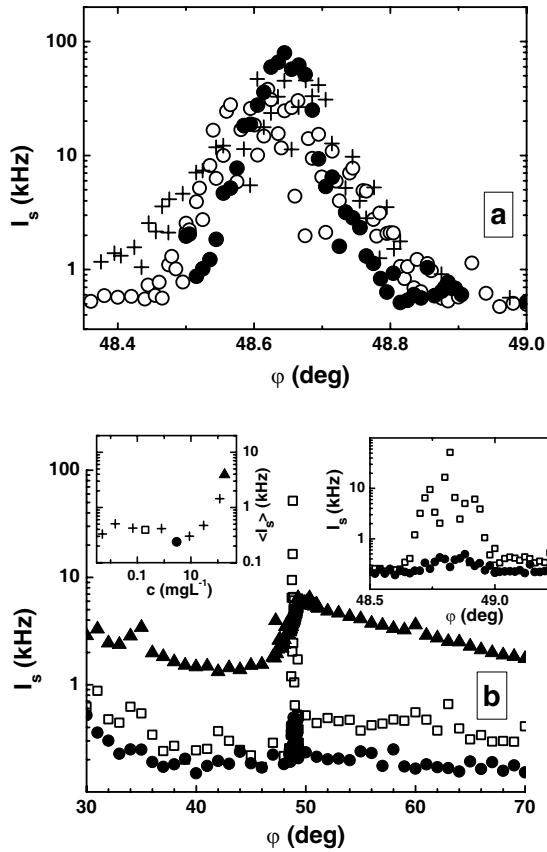 100
10
1
I_s (kHz)
a
48.4 48.6 48.8 49.0
φ (deg)
100
10
1
I_s (kHz)
10
1
0.1
<I_s> (kHz)
0.1 10
c (mgL⁻¹)
10
1
I_s (kHz)
48.5 49.0
φ (deg)
b
30 40 50 60 70
φ (deg)